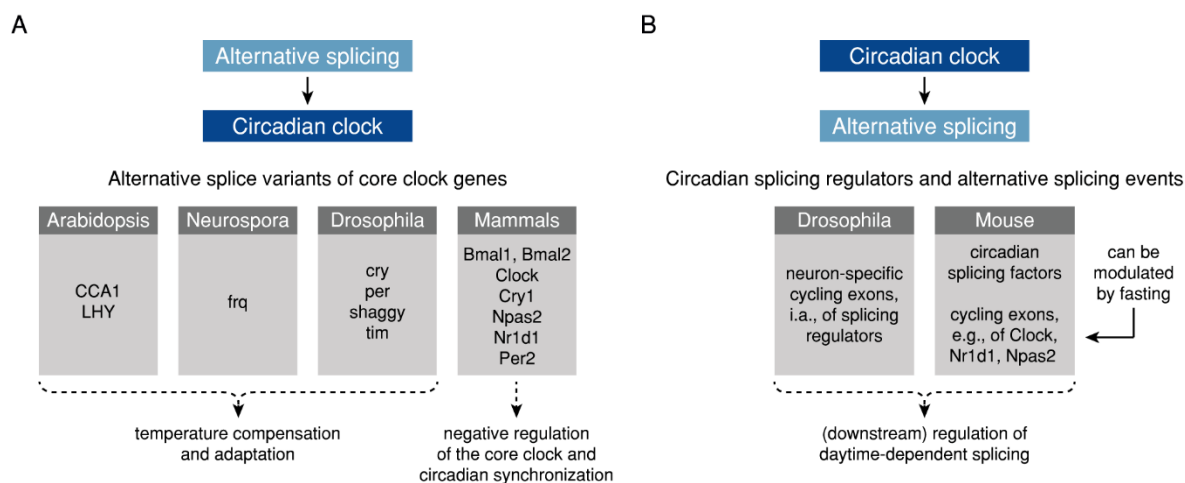 A
Alternative splicing
Circadian clock
Alternative splice variants of core clock genes
Arabidopsis
CCA1
LHY
Neurospora
frq
Drosophila
cry
per
shaggy
tim
Mammals
Bmal1, Bmal2
Clock
Cry1
Npas2
Nr1d1
Per2
temperature compensation
and adaptation
negative regulation
of the core clock and
circadian synchronization
B
Circadian clock
Alternative splicing
Circadian splicing regulators and alternative splicing events
Drosophila
neuron-specific
cycling exons,
i.a., of splicing
regulators
Mouse
circadian
splicing factors
cycling exons,
e.g., of Clock,
Nr1d1, Npas2
can be
modulated
by fasting
(downstream) regulation of
daytime-dependent splicing